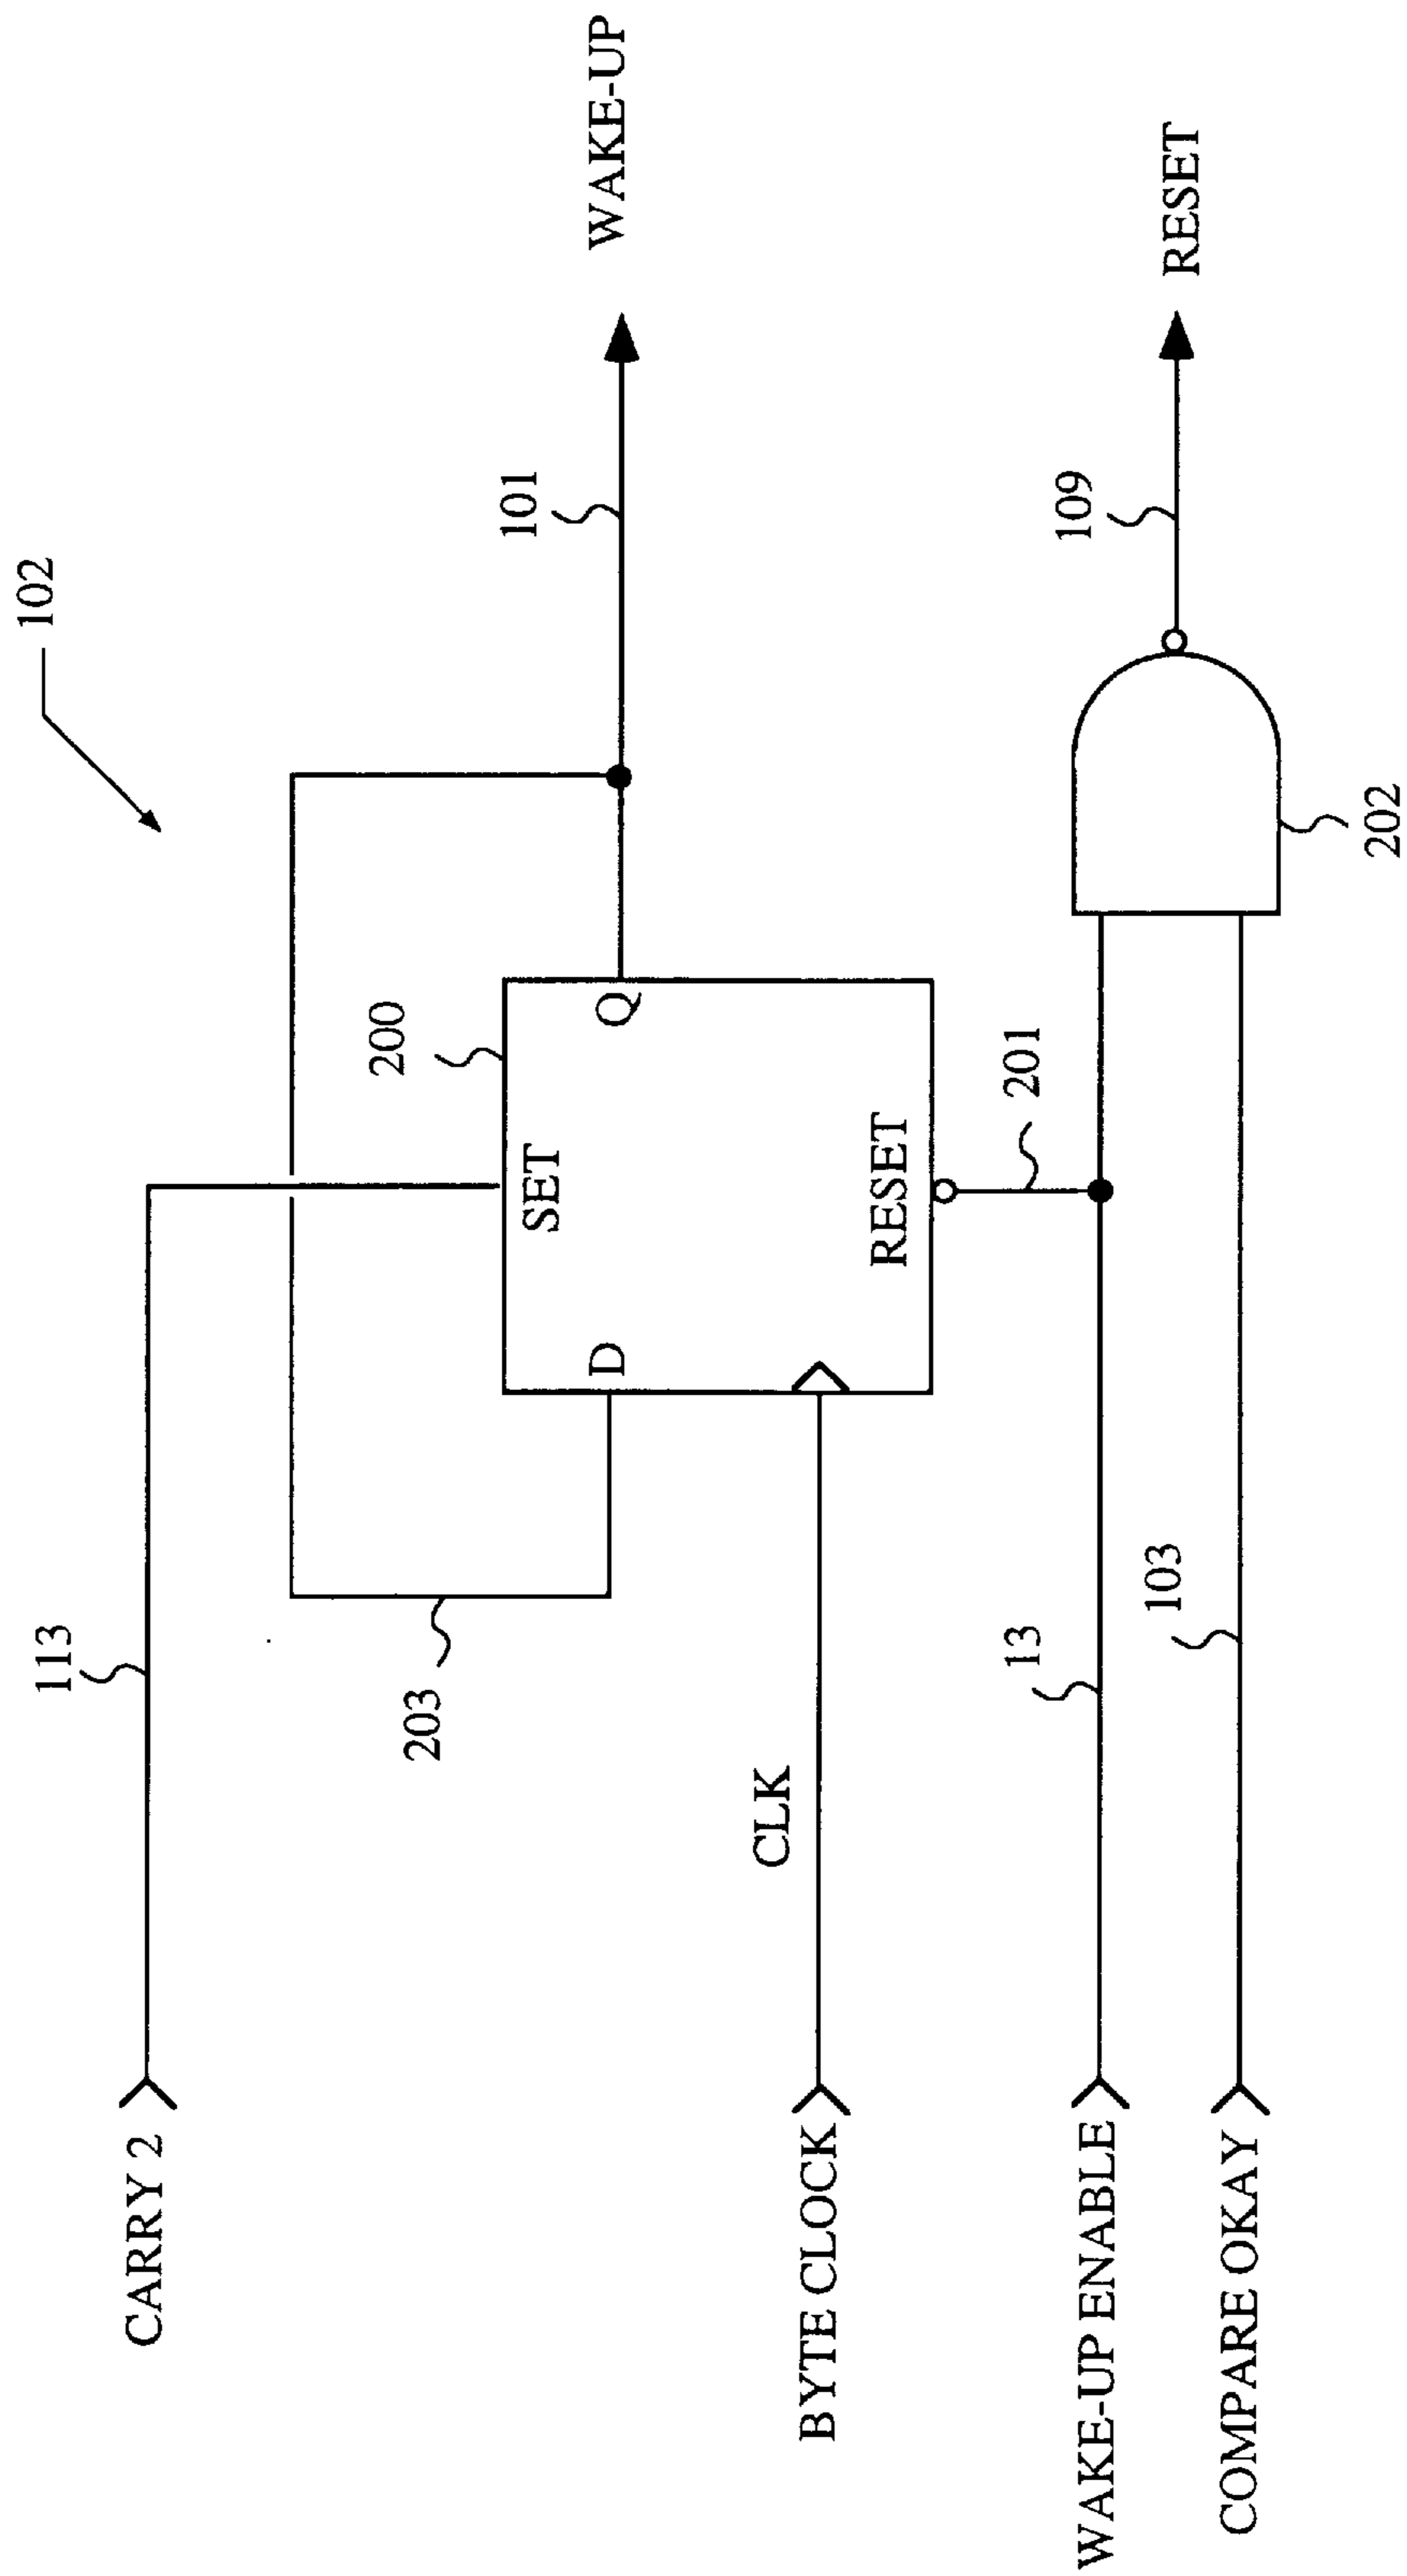 102
CARRY 2
113
203
SET
200
D
Q
101
WAKE-UP
BYTE CLOCK
CLK
RESET
201
WAKE-UP ENABLE
13
109
RESET
COMPARE OKAY
103
202